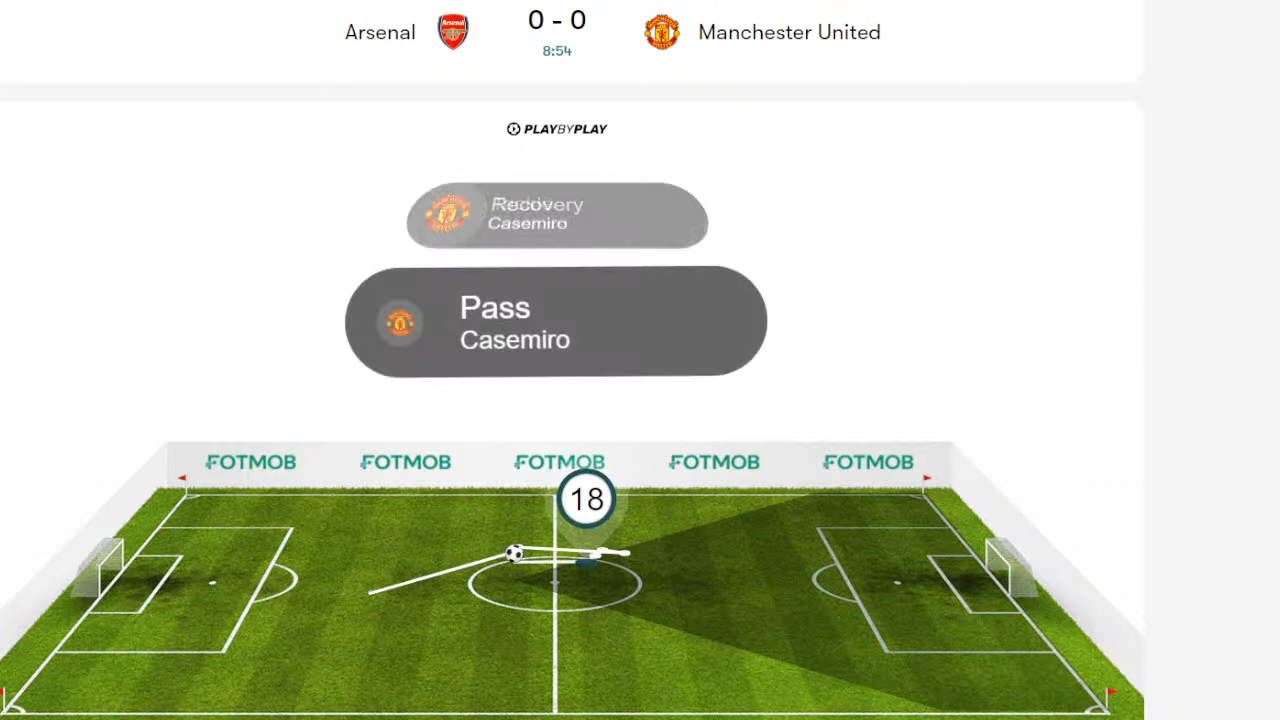 Arsenal
0 - 0
Manchester United
8:54
PLAYBYPLAY
Recovery
Casemiro
Pass
Casemiro
FOTMOB FOTMOB FOTMOB FOTMOB FOTMOB
18